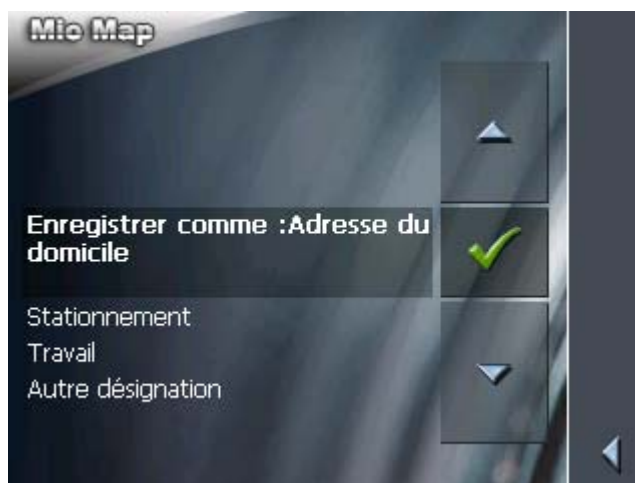 Mio Map
Enregistrer comme :Adresse du
domicile
Stationnement
Travail
Autre désignation